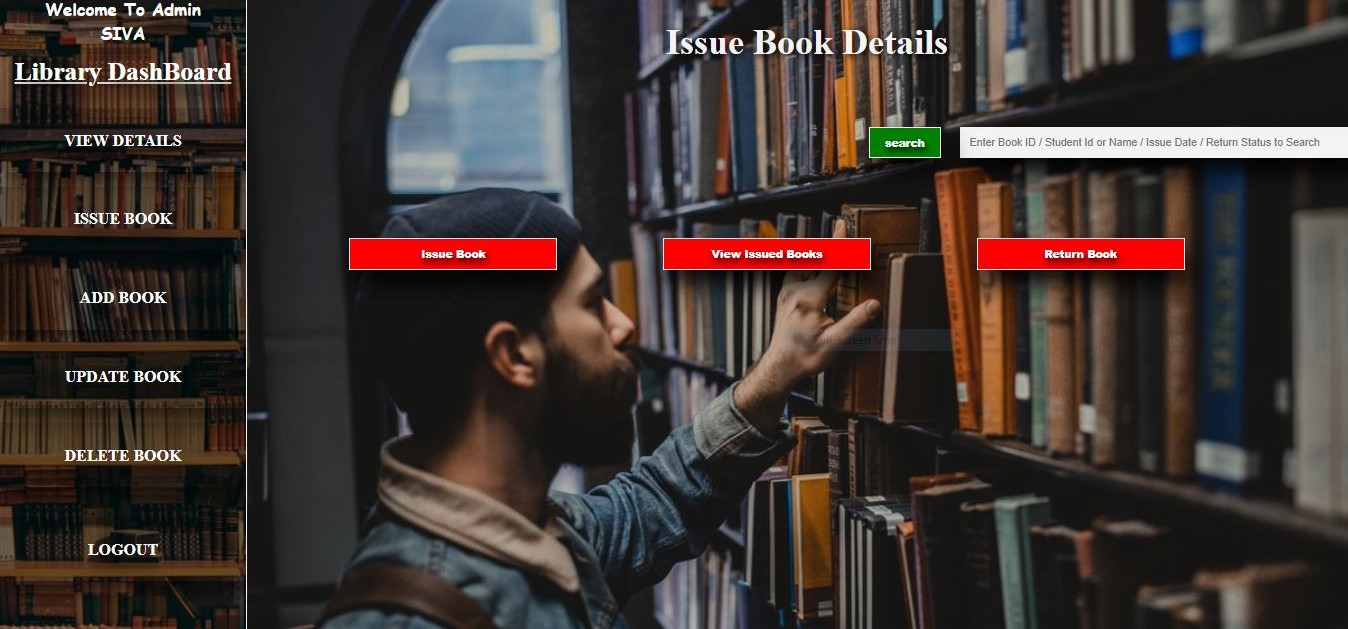 Welcome To Admin
SIVA
Library DashBoard
VIEW DETAILS
ISSUE BOOK
ADD BOOK
UPDATE BOOK
DELETE BOOK
LOGOUT
Issue Book Details
search
Enter Book ID / Student Id or Name / Issue Date / Return Status to Search
Issue Book
View Issued Books
Return Book